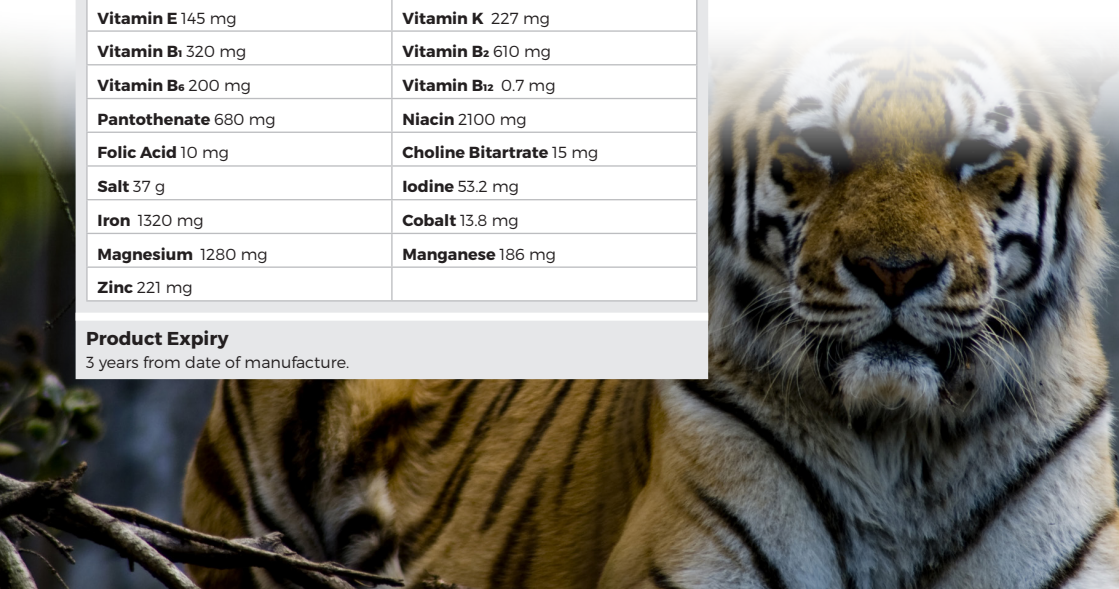 Vitamin E 145 mg Vitamin K 227 mg
Vitamin B₁ 320 mg Vitamin B₂ 610 mg
Vitamin B₆ 200 mg Vitamin B₁₂ 0.7 mg
Pantothenate 680 mg Niacin 2100 mg
Folic Acid 10 mg Choline Bitartrate 15 mg
Salt 37 g Iodine 53.2 mg
Iron 1320 mg Cobalt 13.8 mg
Magnesium 1280 mg Manganese 186 mg
Zinc 221 mg
Product Expiry
3 years from date of manufacture.